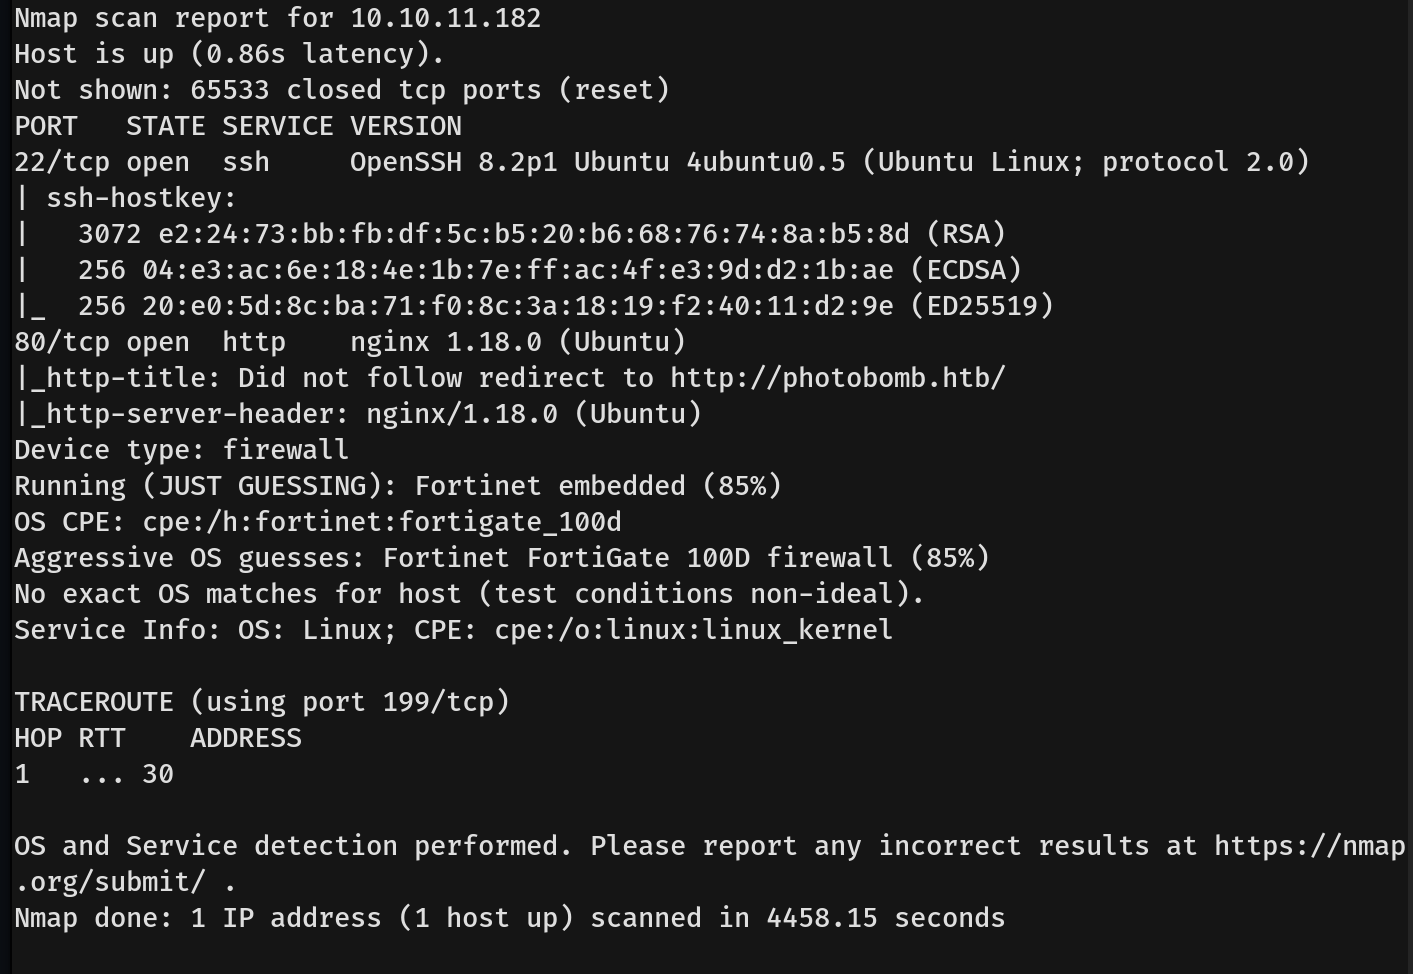 Nmap scan report for 10.10.11.182
Host is up (0.86s latency).
Not shown: 65533 closed tcp ports (reset)
PORT   STATE SERVICE VERSION
22/tcp open  ssh     OpenSSH 8.2p1 Ubuntu 4ubuntu0.5 (Ubuntu Linux; protocol 2.0)
| ssh-hostkey:
|   3072 e2:24:73:bb:fb:df:5c:b5:20:b6:68:76:74:8a:b5:8d (RSA)
|   256 04:e3:ac:6e:18:4e:1b:7e:ff:ac:4f:e3:9d:d2:1b:ae (ECDSA)
|_  256 20:e0:5d:8c:ba:71:f0:8c:3a:18:19:f2:40:11:d2:9e (ED25519)
80/tcp open  http    nginx 1.18.0 (Ubuntu)
|_http-title: Did not follow redirect to http://photobomb.htb/
|_http-server-header: nginx/1.18.0 (Ubuntu)
Device type: firewall
Running (JUST GUESSING): Fortinet embedded (85%)
OS CPE: cpe:/h:fortinet:fortigate_100d
Aggressive OS guesses: Fortinet FortiGate 100D firewall (85%)
No exact OS matches for host (test conditions non-ideal).
Service Info: OS: Linux; CPE: cpe:/o:linux:linux_kernel

TRACEROUTE (using port 199/tcp)
HOP RTT    ADDRESS
1   ... 30

OS and Service detection performed. Please report any incorrect results at https://nmap
.org/submit/ .
Nmap done: 1 IP address (1 host up) scanned in 4458.15 seconds